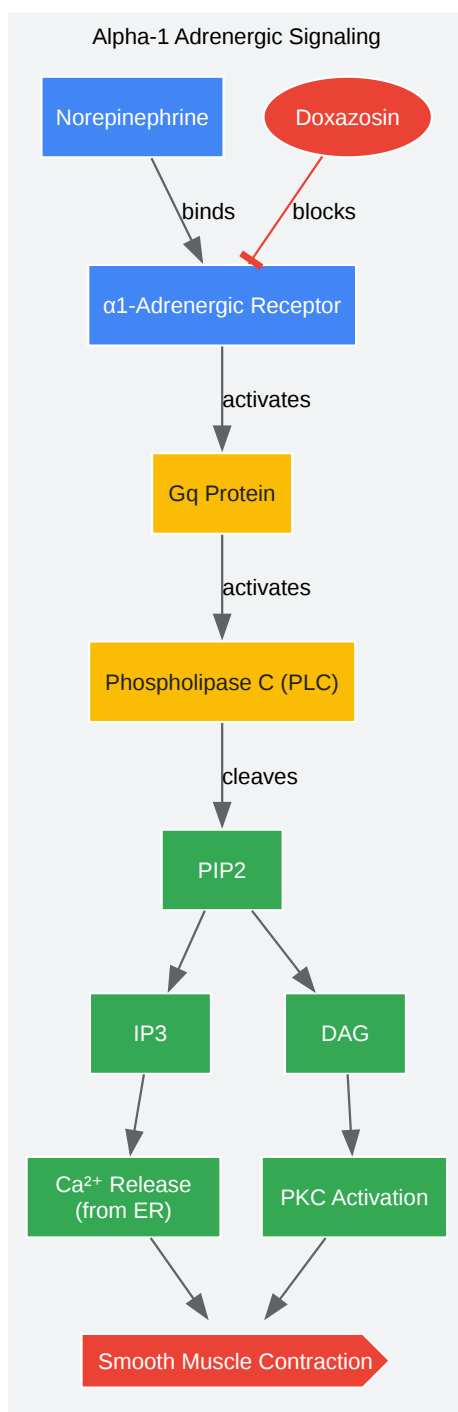 Alpha-1 Adrenergic Signaling
Norepinephrine
Doxazosin
binds
blocks
α1-Adrenergic Receptor
activates
Gq Protein
activates
Phospholipase C (PLC)
cleaves
PIP2
IP3
DAG
Ca²⁺ Release
(from ER)
PKC Activation
Smooth Muscle Contraction